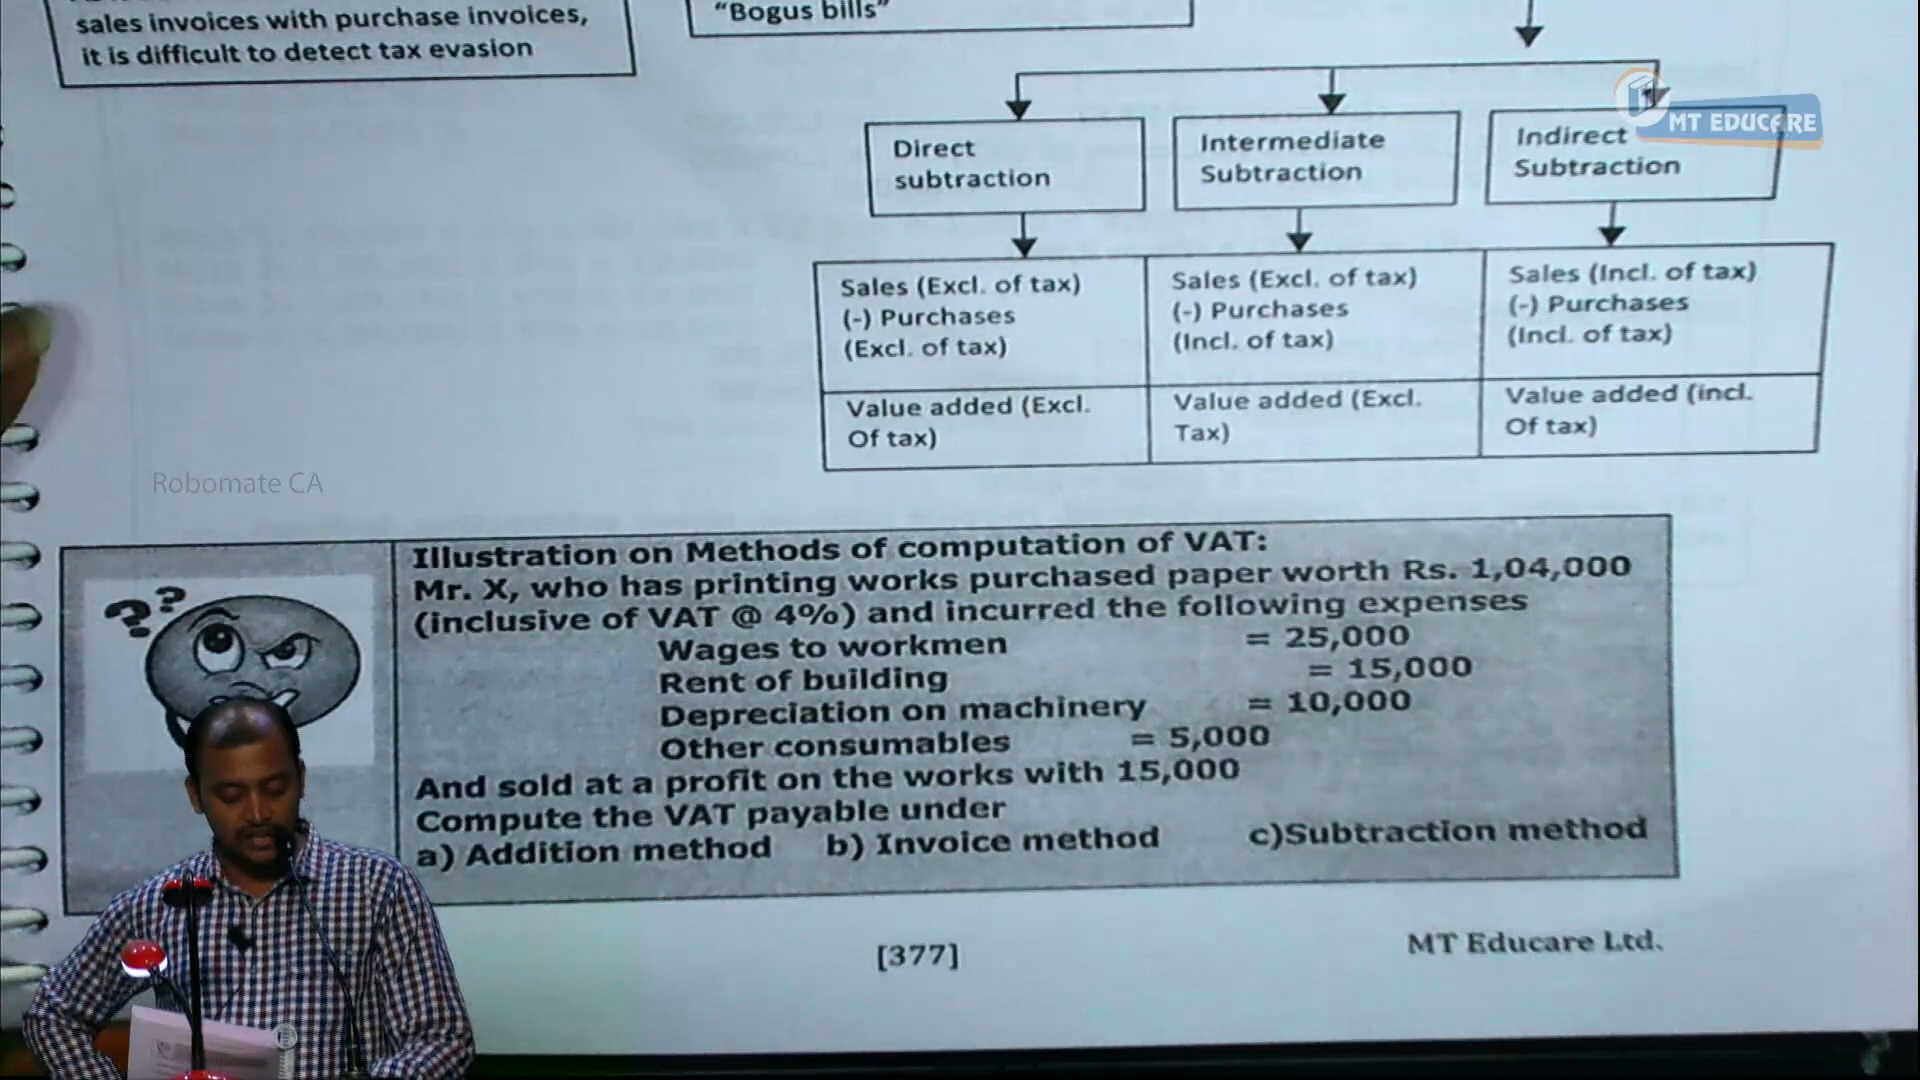 sales invoices with purchase invoices,
it is difficult to detect tax evasion
"Bogus bills"
MT EDUCARE
Direct
subtraction
Intermediate
Subtraction
Indirect
Subtraction
Sales (Excl. of tax)
(-) Purchases
(Excl. of tax)
Sales (Excl. of tax)
(-) Purchases
(Incl. of tax)
Sales (Incl. of tax)
(-) Purchases
(Incl. of tax)
Value added (Excl.
Of tax)
Value added (Excl.
Tax)
Value added (incl.
Of tax)
Robomate CA
??
Illustration on Methods of computation of VAT:
Mr. X, who has printing works purchased paper worth Rs. 1,04,000
(inclusive of VAT @ 4%) and incurred the following expenses
Wages to workmen = 25,000
Rent of building = 15,000
Depreciation on machinery = 10,000
Other consumables = 5,000
And sold at a profit on the works with 15,000
Compute the VAT payable under
a) Addition method b) Invoice method c)Subtraction method
[377]
MT Educare Ltd.